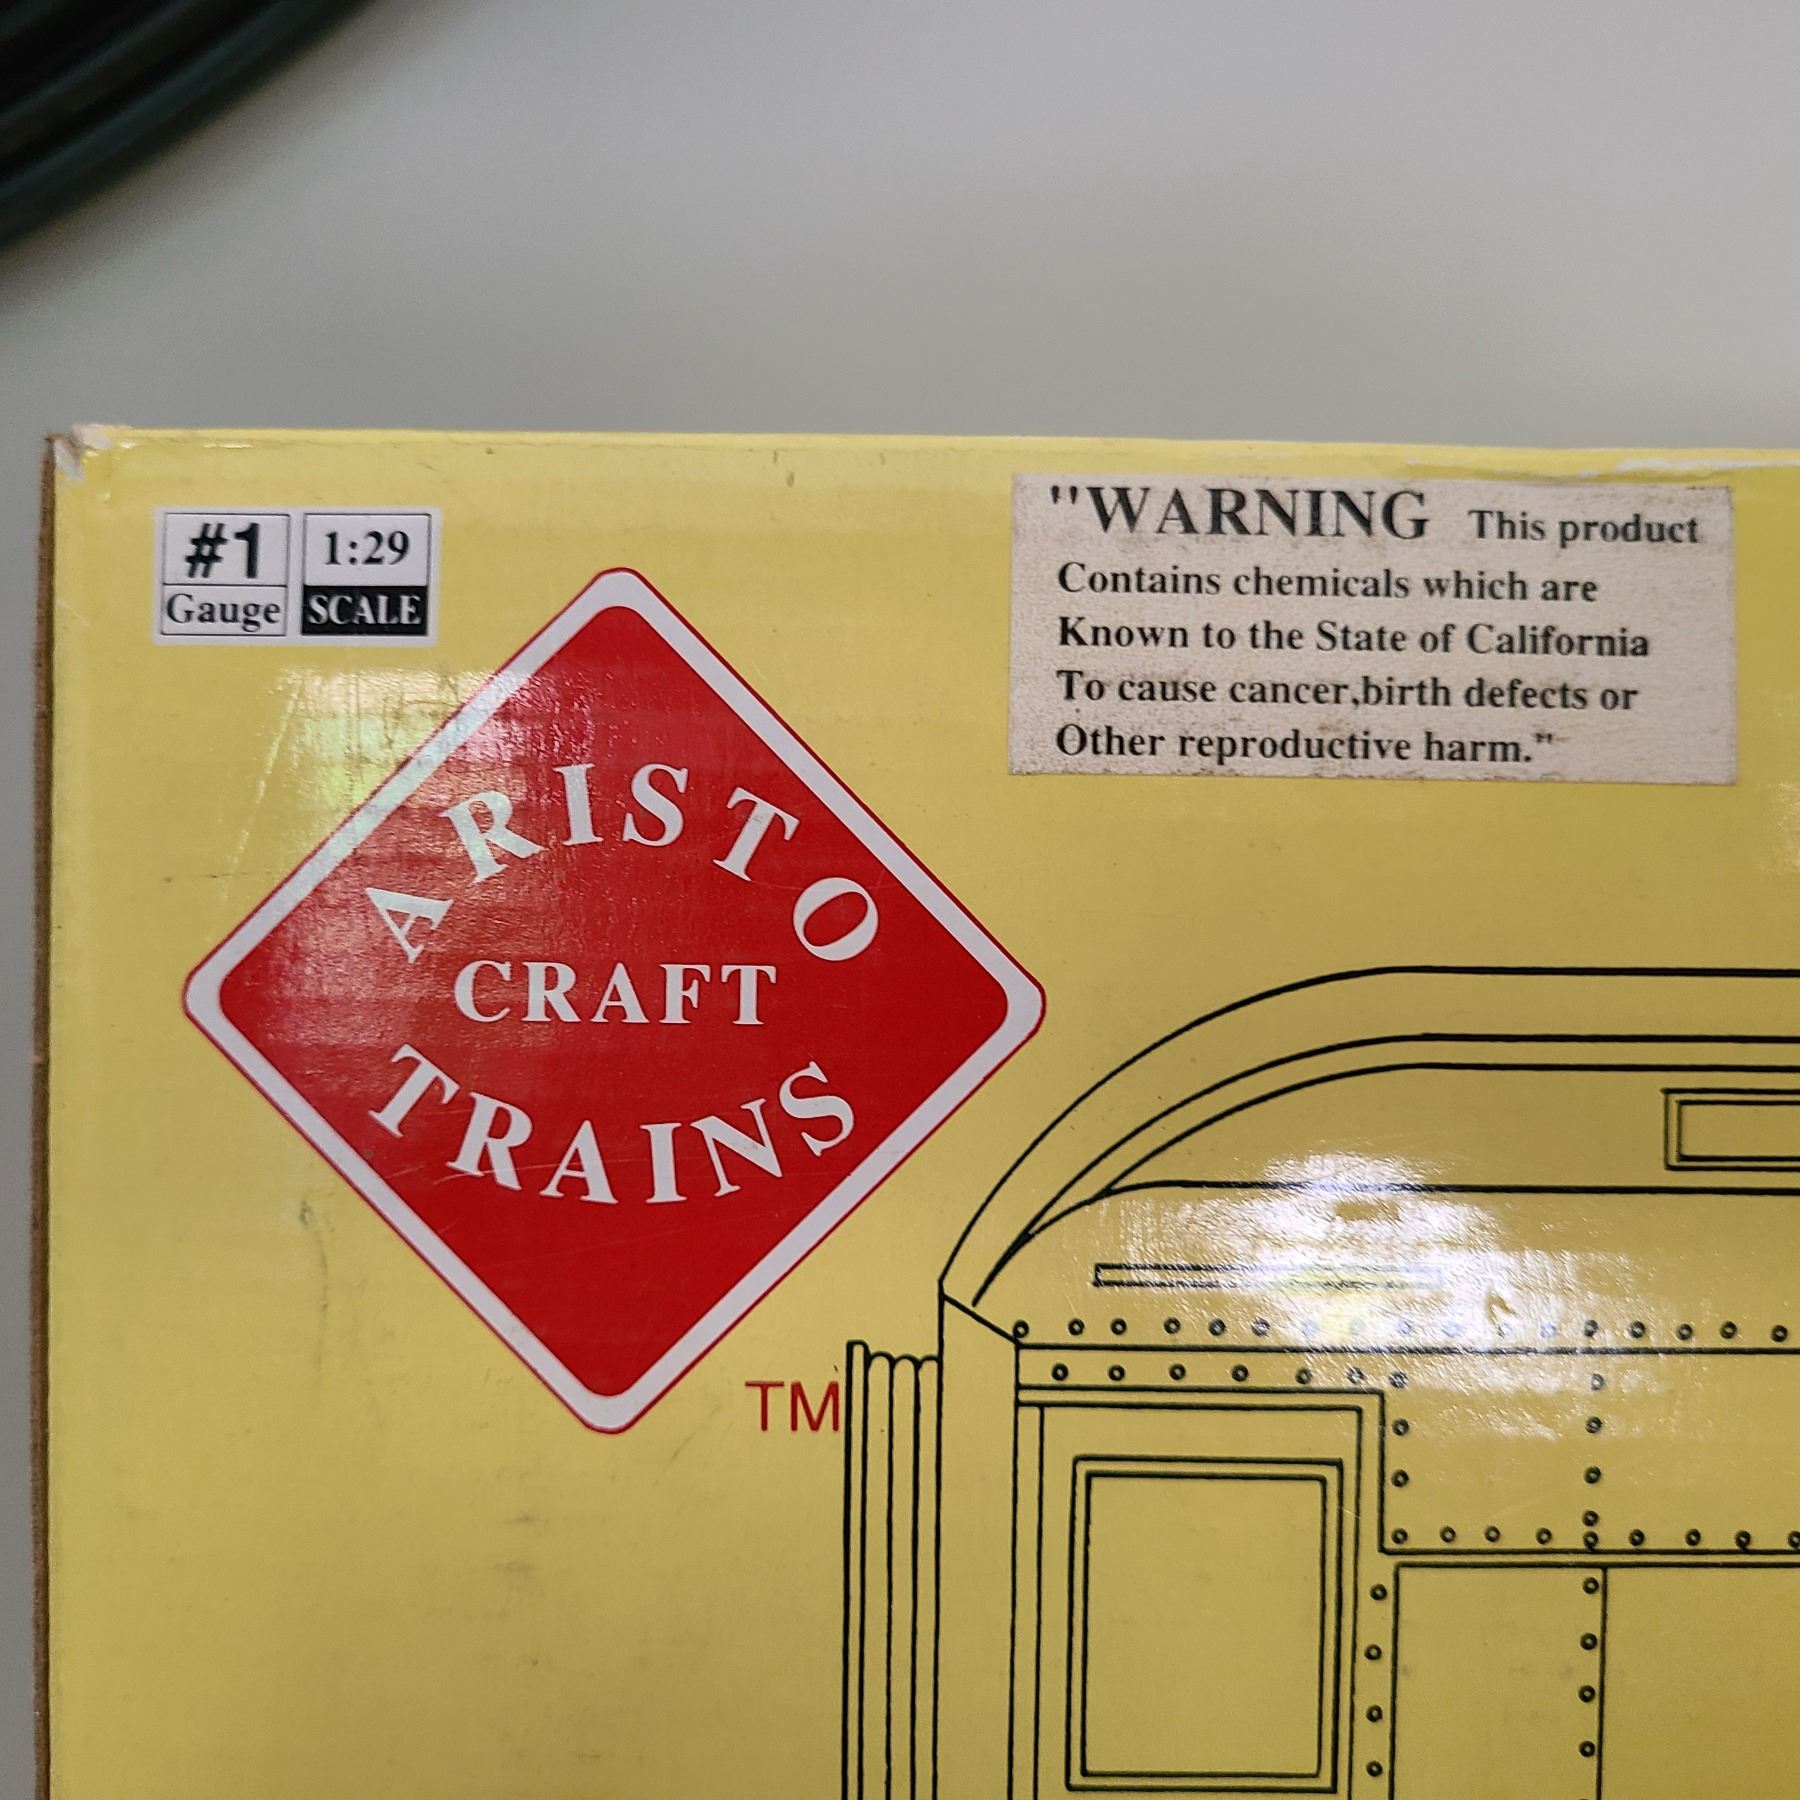 #1
Gauge
1:29
SCALE
"WARNING This product
Contains chemicals which are
Known to the State of California
To cause cancer,birth defects or
Other reproductive harm."
ARISTO
CRAFT
TRAINS
TM